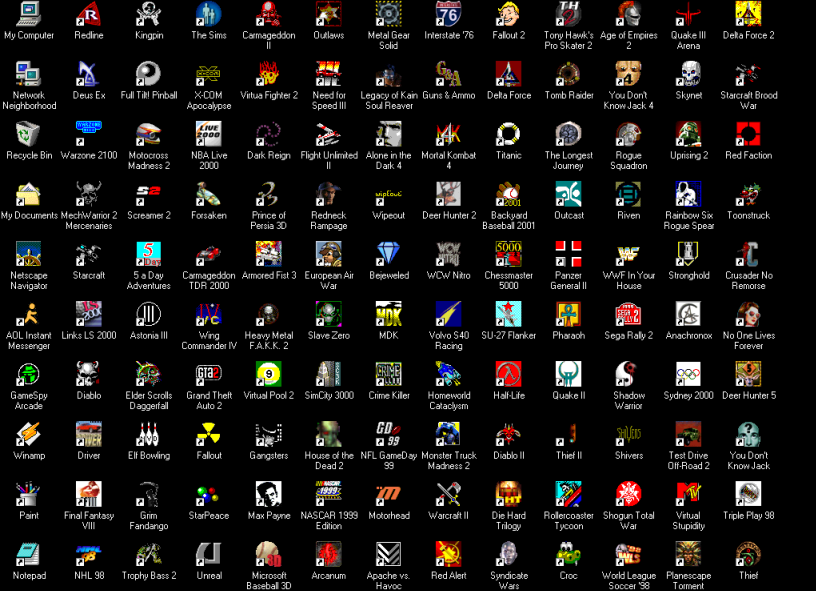 My Computer
Redline
Kingpin
The Sims
Carmageddon
II
Outlaws
Metal Gear
Solid
Interstate '76
Fallout 2
Tony Hawk's
Pro Skater 2
Age of Empires
2
Quake III
Arena
Delta Force 2
Network
Neighborhood
Deus Ex
Full Tilt! Pinball
X-COM
Apocalypse
Virtua Fighter 2
Need for
Speed III
Legacy of Kain
Soul Reaver
Guns & Ammo
Delta Force
Tomb Raider
You Don't
Know Jack 4
Skynet
Starcraft Brood
War
Recycle Bin
Warzone 2100
Motocross
Madness 2
NBA Live
2000
Dark Reign
Flight Unlimited
II
Alone in the
Dark 4
Mortal Kombat
4
Titanic
The Longest
Journey
Rogue
Squadron
Uprising 2
Red Faction
My Documents
MechWarrior 2
Mercenaries
Screamer 2
Forsaken
Prince of
Persia 3D
Redneck
Rampage
Wipeout
Deer Hunter 2
Backyard
Baseball 2001
Outcast
Riven
Rainbow Six
Rogue Spear
Toonstruck
Netscape
Navigator
Starcraft
5 a Day
Adventures
Carmageddon
TDR 2000
Armored Fist 3
European Air
War
Bejeweled
WCW Nitro
Chessmaster
5000
Panzer
General II
WWF In Your
House
Stronghold
Crusader No
Remorse
AOL Instant
Messenger
Links LS 2000
Astonia III
Wing
Commander IV
Heavy Metal
F.A.K.K. 2
Slave Zero
MDK
Volvo S40
Racing
SU-27 Flanker
Pharaoh
Sega Rally 2
Anachronox
No One Lives
Forever
GameSpy
Arcade
Diablo
Elder Scrolls
Daggerfall
Grand Theft
Auto 2
Virtual Pool 2
SimCity 3000
Crime Killer
Homeworld
Cataclysm
Half-Life
Quake II
Shadow
Warrior
Sydney 2000
Deer Hunter 5
Winamp
Driver
Elf Bowling
Fallout
Gangsters
House of the
Dead 2
NFL GameDay
99
Monster Truck
Madness 2
Diablo II
Thief II
Shivers
Test Drive
Off-Road 2
You Don't
Know Jack
Paint
Final Fantasy
VIII
Grim
Fandango
StarPeace
Max Payne
NASCAR 1999
Edition
Motorhead
Warcraft II
Die Hard
Trilogy
Rollercoaster
Tycoon
Shogun Total
War
Virtual
Stupidity
Triple Play 98
Notepad
NHL 98
Trophy Bass 2
Unreal
Microsoft
Baseball 3D
Arcanum
Apache vs.
Havoc
Red Alert
Syndicate
Wars
Croc
World League
Soccer '98
Planescape
Torment
Thief